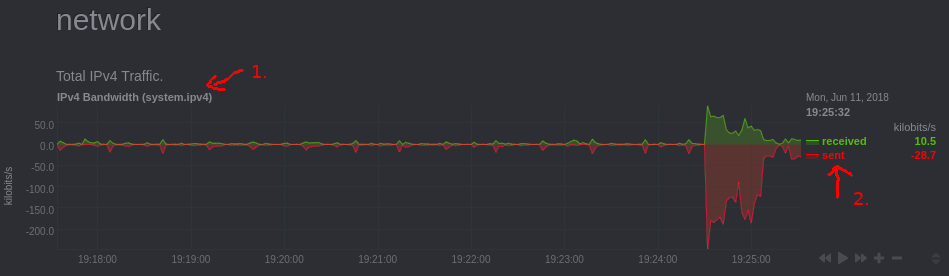 network
Total IPv4 Traffic.
1.
IPv4 Bandwidth (system.ipv4)
Mon, Jun 11, 2018
19:25:32
kilobits/s
received 10.5
sent -28.7
2.
kilobits/s
50.0
0.0
-50.0
-100.0
-150.0
-200.0
19:18:00 19:19:00 19:20:00 19:21:00 19:22:00 19:23:00 19:24:00 19:25:00